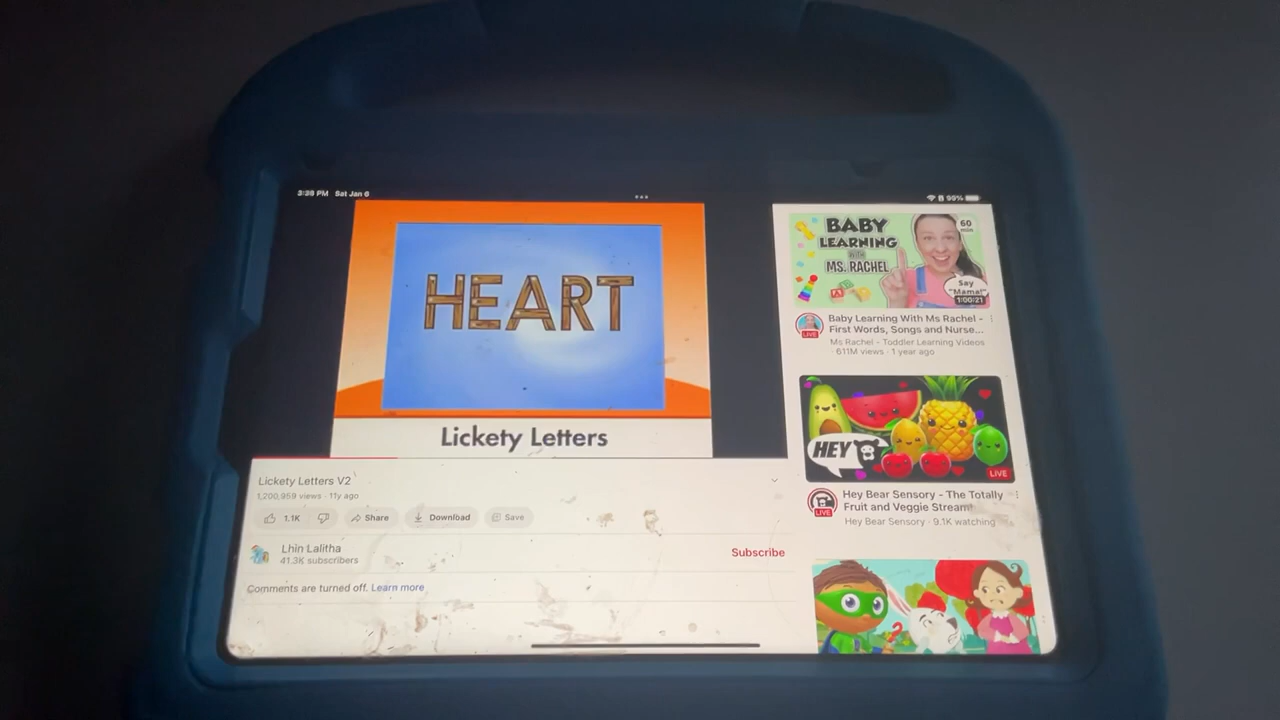 3:39 PM Sat Jan 6
99%
HEART
Lickety Letters
Lickety Letters V2
1,200,959 views · 11y ago
1.1K
Share
Download
Save
Lhin Lalitha
41.3K subscribers
Subscribe
Comments are turned off. Learn more
BABY
LEARNING
WITH
MS. RACHEL
60
min
Say
"Mama!"
1:00:21
LIVE
Baby Learning With Ms Rachel -
First Words, Songs and Nurse...
Ms Rachel - Toddler Learning Videos
· 611M views · 1 year ago
HEY
LIVE
LIVE
Hey Bear Sensory - The Totally
Fruit and Veggie Stream!
Hey Bear Sensory · 9.1K watching